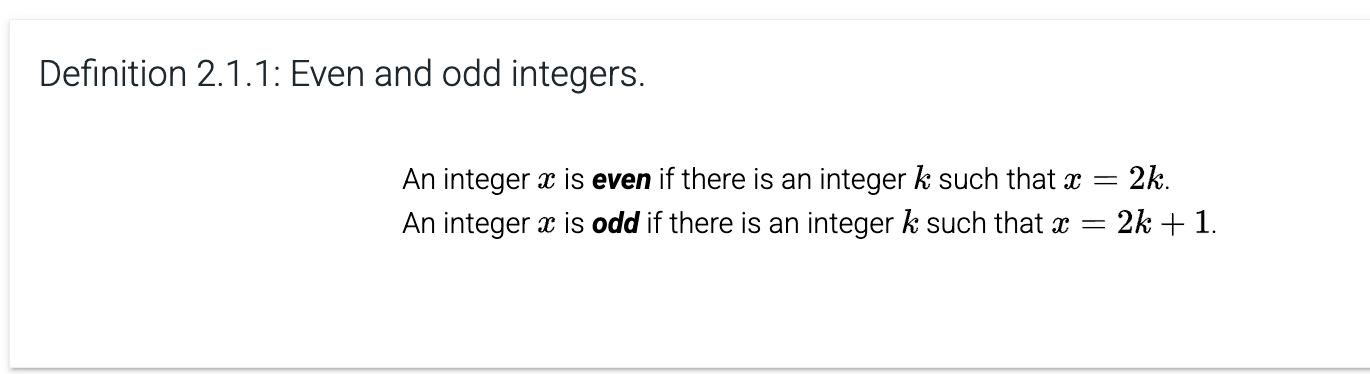 Definition 2.1.1: Even and odd integers.
An integer x is even if there is an integer k such that x = 2k.
An integer x is odd if there is an integer k such that x = 2k + 1.